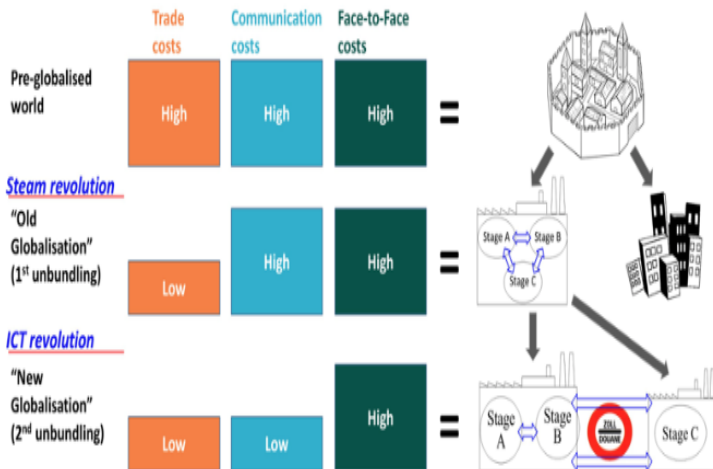 Trade
costs
Communication
costs
Face-to-Face
costs
Pre-globalised
world
High
High
High
=
Steam revolution
“Old
Globalisation”
(1st unbundling)
Low
High
High
=
Stage A
Stage B
Stage C
ICT revolution
“New
Globalisation”
(2nd unbundling)
Low
Low
High
=
Stage
A
Stage
B
ZOLL
DOUANE
Stage C